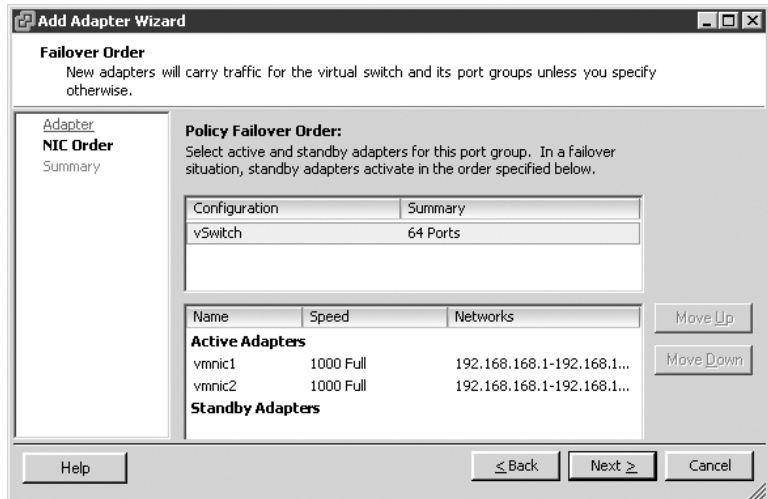 Add Adapter Wizard
Failover Order
New adapters will carry traffic for the virtual switch and its port groups unless you specify
otherwise.
Adapter
NIC Order
Summary
Policy Failover Order:
Select active and standby adapters for this port group. In a failover
situation, standby adapters activate in the order specified below.
Configuration Summary
vSwitch 64 Ports
Name Speed Networks
Active Adapters
vmnic1 1000 Full 192.168.168.1-192.168.1...
vmnic2 1000 Full 192.168.168.1-192.168.1...
Standby Adapters
Move Up
Move Down
Help
< Back
Next >
Cancel